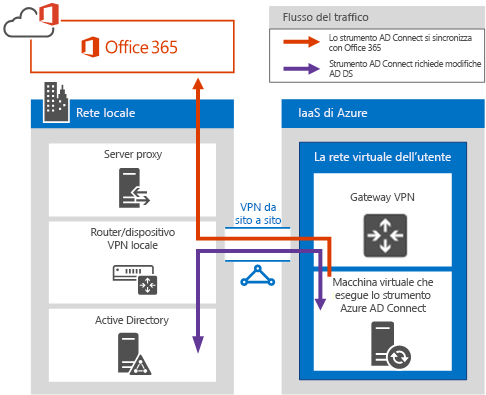 Office 365
Flusso del traffico
Lo strumento AD Connect si sincronizza
con Office 365
Strumento AD Connect richiede modifiche
AD DS
Rete locale
Server proxy
Router/dispositivo
VPN locale
Active Directory
VPN da
sito a sito
IaaS di Azure
La rete virtuale dell'utente
Gateway VPN
Macchina virtuale che
esegue lo strumento
Azure AD Connect